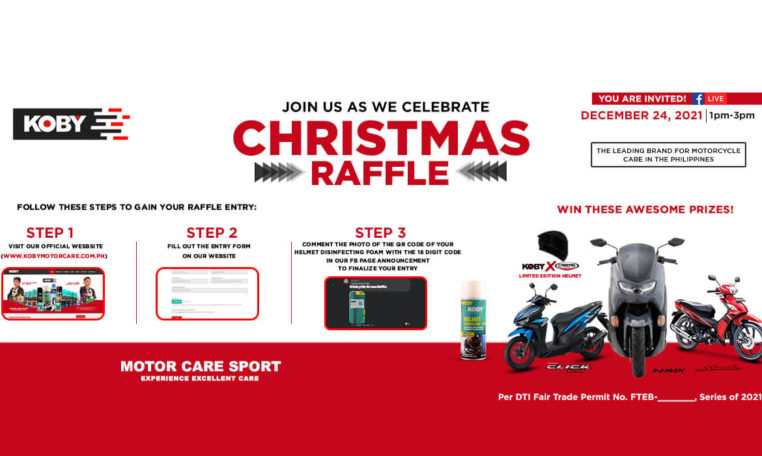 KOBY
JOIN US AS WE CELEBRATE
CHRISTMAS
RAFFLE
YOU ARE INVITED! f LIVE
DECEMBER 24, 2021 | 1pm-3pm
THE LEADING BRAND FOR MOTORCYCLE
CARE IN THE PHILIPPINES
FOLLOW THESE STEPS TO GAIN YOUR RAFFLE ENTRY:
STEP 1
VISIT OUR OFFICIAL WESBSITE
(WWW.KOBYMOTORCARE.COM.PH)
STEP 2
FILL OUT THE ENTRY FORM
ON OUR WEBSITE
STEP 3
COMMENT THE PHOTO OF THE QR CODE OF YOUR
HELMET DISINFECTING FOAM WITH THE 16 DIGIT CODE
IN OUR FB PAGE ANNOUNCEMENT
TO FINALIZE YOUR ENTRY
WIN THESE AWESOME PRIZES!
KOBY X
LIMITED EDITION HELMET
KOBY
HELMET
CLICK
NMAX
MOTOR CARE SPORT
EXPERIENCE EXCELLENT CARE
Per DTI Fair Trade Permit No. FTEB-_______, Series of 2021